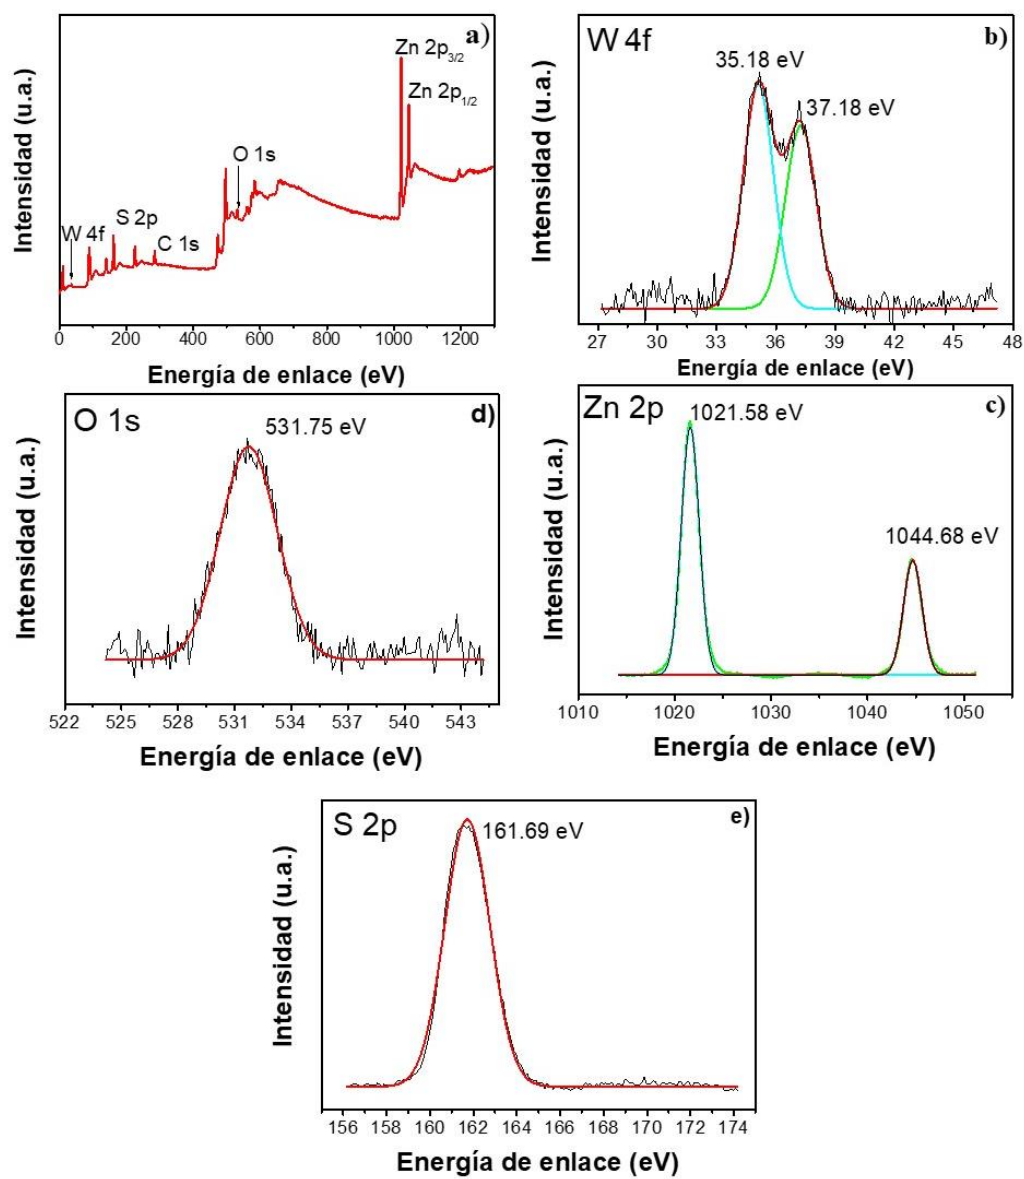 a)
Zn 2p3/2
Zn 2p1/2
O 1s
S 2p
W 4f
C 1s
Intensidad (u.a.)
0 200 400 600 800 1000 1200
Energía de enlace (eV)
W 4f
b)
35.18 eV
37.18 eV
Intensidad (u.a.)
27 30 33 36 39 42 45 48
Energía de enlace (eV)
O 1s
d)
531.75 eV
Intensidad (u.a.)
522 525 528 531 534 537 540 543
Energía de enlace (eV)
Zn 2p
c)
1021.58 eV
1044.68 eV
Intensidad (u.a.)
1010 1020 1030 1040 1050
Energía de enlace (eV)
S 2p
e)
161.69 eV
Intensidad (u.a.)
156 158 160 162 164 166 168 170 172 174
Energía de enlace (eV)